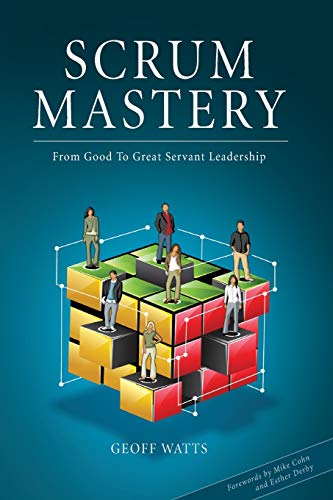 SCRUM
MASTERY
From Good To Great Servant Leadership
GEOFF WATTS
Forewords by Mike Cohn
and Esther Derby